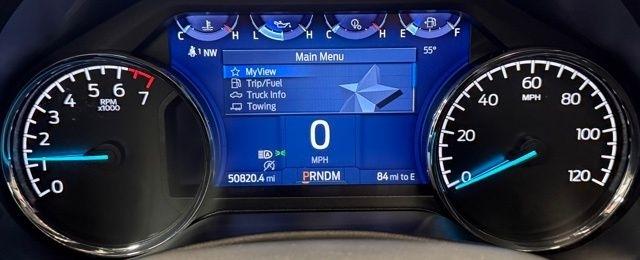 C H L H C H E F
1 NW
55°
Main Menu
MyView
Trip/Fuel
Truck Info
Towing
0
MPH
50820.4 mi
PRNDM
84 mi to E
0 1 2 3 4 5 6 7
RPM
x1000
0 20 40 60 80 100 120
MPH